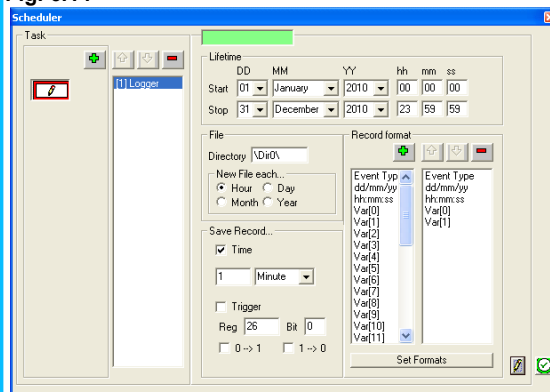 Scheduler
Task
[1] Logger
Lifetime
DD MM YY hh mm ss
Start 01 January 2010 00 00 00
Stop 31 December 2010 23 59 59
File
Directory \Dir0\
New File each...
Hour Day
Month Year
Record format
Event Typ
dd/mm/yy
hh:mm:ss
Var[0]
Var[1]
Var[2]
Var[3]
Var[4]
Var[5]
Var[6]
Var[7]
Var[8]
Var[9]
Var[10]
Var[11]
Event Type
dd/mm/yy
hh:mm:ss
Var[0]
Var[1]
Save Record...
Time
1 Minute
Trigger
Reg 26 Bit 0
0 --> 1 1 --> 0
Set Formats